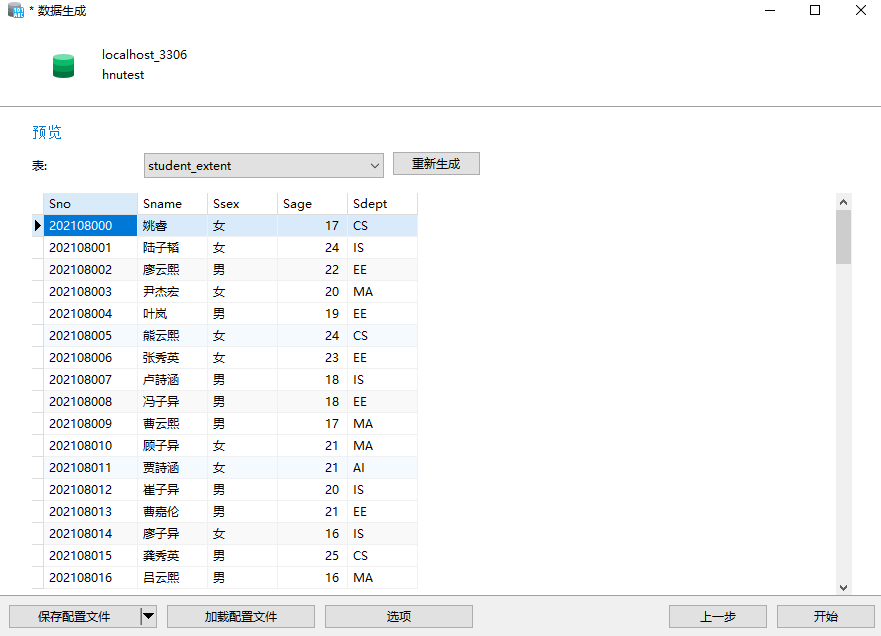 * 数据生成
localhost_3306
hnutest
预览
表: student_extent 重新生成
Sno Sname Ssex Sage Sdept
202108000 姚睿 女 17 CS
202108001 陆子韬 女 24 IS
202108002 廖云熙 男 22 EE
202108003 尹杰宏 女 20 MA
202108004 叶岚 男 19 EE
202108005 熊云熙 女 24 CS
202108006 张秀英 女 23 EE
202108007 卢詩涵 男 18 IS
202108008 冯子异 男 18 EE
202108009 曹云熙 男 17 MA
202108010 顾子异 女 21 MA
202108011 贾詩涵 女 21 AI
202108012 崔子异 男 20 IS
202108013 曹嘉伦 男 21 EE
202108014 廖子异 女 16 IS
202108015 龚秀英 男 25 CS
202108016 吕云熙 男 16 MA
保存配置文件 加载配置文件 选项 上一步 开始